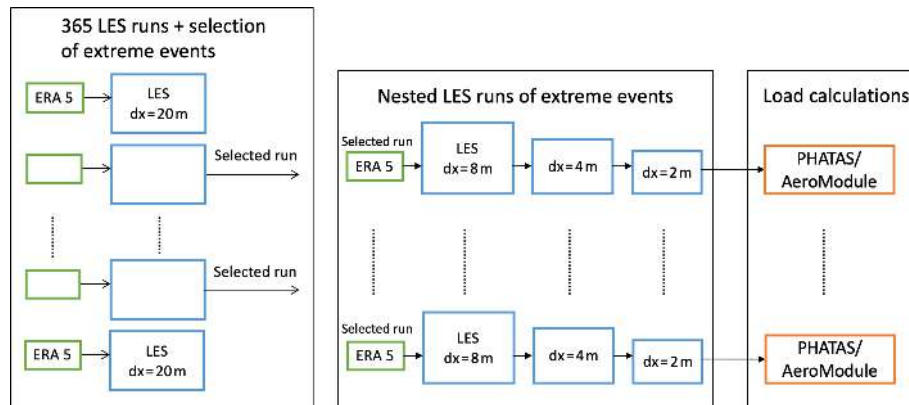 365 LES runs + selection
of extreme events
ERA 5
LES
dx=20m
Selected run
Selected run
ERA 5
LES
dx=20m
Nested LES runs of extreme events
Selected run
ERA 5
LES
dx=8m
dx=4m
dx=2m
Selected run
ERA 5
LES
dx=8m
dx=4m
dx=2m
Load calculations
PHATAS/
AeroModule
PHATAS/
AeroModule